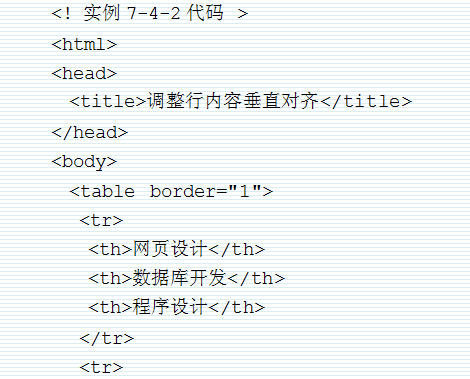 <! 实例 7-4-2 代码 >
<html>
<head>
<title>调整行内容垂直对齐</title>
</head>
<body>
<table border="1">
<tr>
<th>网页设计</th>
<th>数据库开发</th>
<th>程序设计</th>
</tr>
<tr>